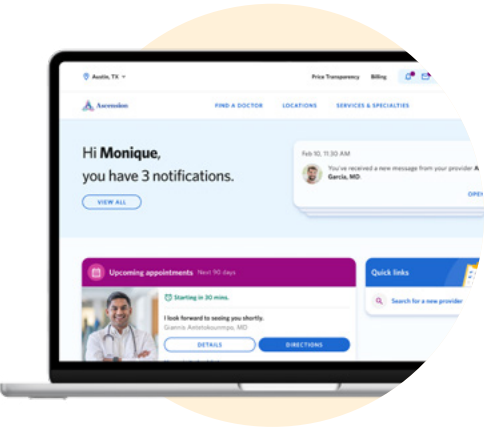 Austin, TX
Price Transparency
Billing
Ascension
FIND A DOCTOR
LOCATIONS
SERVICES & SPECIALTIES
Hi Monique,
you have 3 notifications.
VIEW ALL
Feb 10, 11:30 AM
You've received a new message from your provider A
Garcia, MD.
OPEN
Upcoming appointments Next 90 days
Starting in 30 mins.
I look forward to seeing you shortly.
Giannis Antetokounmpo, MD
DETAILS
DIRECTIONS
Quick links
Search for a new provider